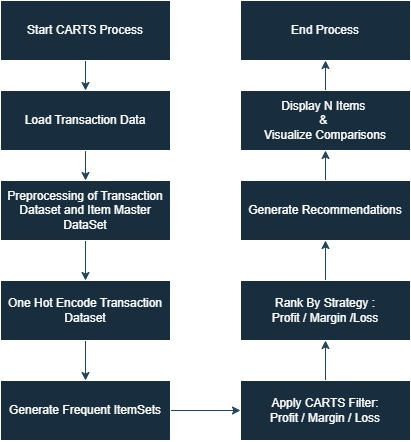 Start CARTS Process
Load Transaction Data
Preprocessing of Transaction
Dataset and Item Master
DataSet
One Hot Encode Transaction
Dataset
Generate Frequent ItemSets
Apply CARTS Filter:
Profit / Margin / Loss
Rank By Strategy :
Profit / Margin /Loss
Generate Recommendations
Display N Items
&
Visualize Comparisons
End Process